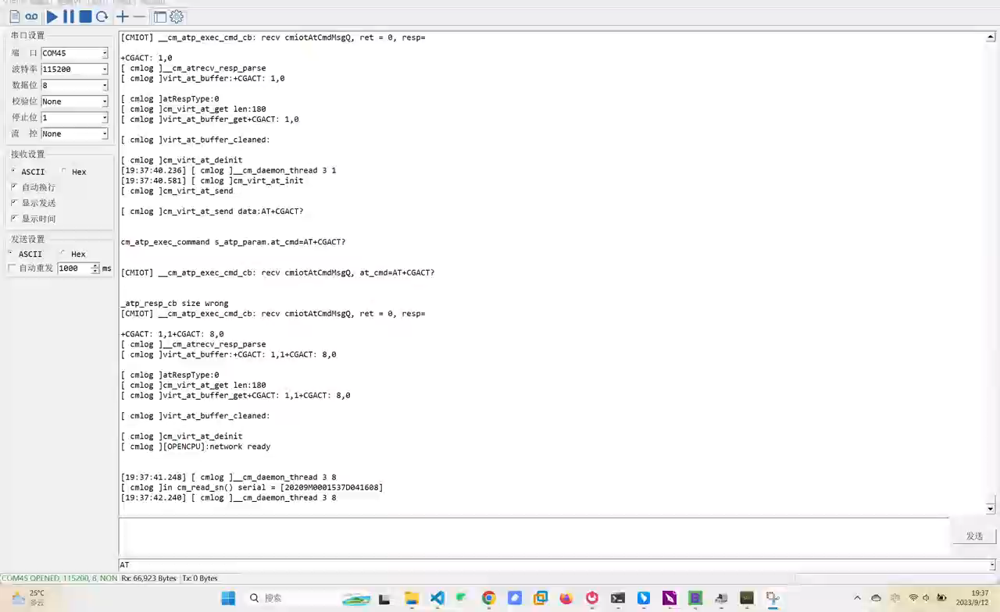 串口设置
端 口 COM45
波特率 115200
数据位 8
校验位 None
停止位 1
流 控 None
接收设置
ASCII Hex
自动换行
显示发送
显示时间
发送设置
ASCII Hex
自动重发 1000 ms
[CMIOT] __cm_atp_exec_cmd_cb: recv cmiotAtCmdMsgQ, ret = 0, resp=
+CGACT: 1,0
[ cmlog ]__cm_atrecv_resp_parse
[ cmlog ]virt_at_buffer:+CGACT: 1,0
[ cmlog ]atRespType:0
[ cmlog ]cm_virt_at_get len:180
[ cmlog ]virt_at_buffer_get+CGACT: 1,0
[ cmlog ]virt_at_buffer_cleaned:
[ cmlog ]cm_virt_at_deinit
[19:37:40.236] [ cmlog ]__cm_daemon_thread 3 1
[19:37:40.581] [ cmlog ]cm_virt_at_init
[ cmlog ]cm_virt_at_send
[ cmlog ]cm_virt_at_send data:AT+CGACT?
cm_atp_exec_command s_atp_param.at_cmd=AT+CGACT?
[CMIOT] __cm_atp_exec_cmd_cb: recv cmiotAtCmdMsgQ, at_cmd=AT+CGACT?
_atp_resp_cb size wrong
[CMIOT] __cm_atp_exec_cmd_cb: recv cmiotAtCmdMsgQ, ret = 0, resp=
+CGACT: 1,1+CGACT: 8,0
[ cmlog ]__cm_atrecv_resp_parse
[ cmlog ]virt_at_buffer:+CGACT: 1,1+CGACT: 8,0
[ cmlog ]atRespType:0
[ cmlog ]cm_virt_at_get len:180
[ cmlog ]virt_at_buffer_get+CGACT: 1,1+CGACT: 8,0
[ cmlog ]virt_at_buffer_cleaned:
[ cmlog ]cm_virt_at_deinit
[ cmlog ][OPENCPU]:network ready
[19:37:41.248] [ cmlog ]__cm_daemon_thread 3 8
[ cmlog ]in cm_read_sn() serial = [20209M0001537D041608]
[19:37:42.240] [ cmlog ]__cm_daemon_thread 3 8
发送
AT
COM45 OPENED, 115200, 8, NON Rx: 66,923 Bytes Tx: 0 Bytes
25°C
多云
搜索
19:37
2023/9/12